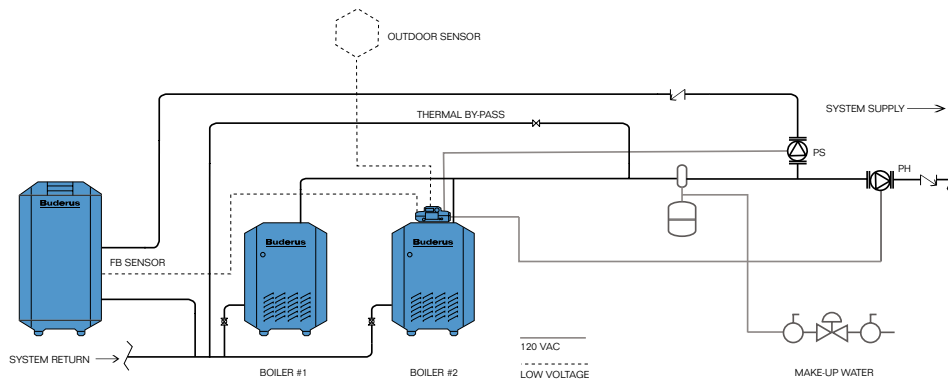 OUTDOOR SENSOR
SYSTEM SUPPLY
THERMAL BY-PASS
PS
PH
Buderus
Buderus
Buderus
FB SENSOR
SYSTEM RETURN
BOILER #1
BOILER #2
120 VAC
LOW VOLTAGE
MAKE-UP WATER